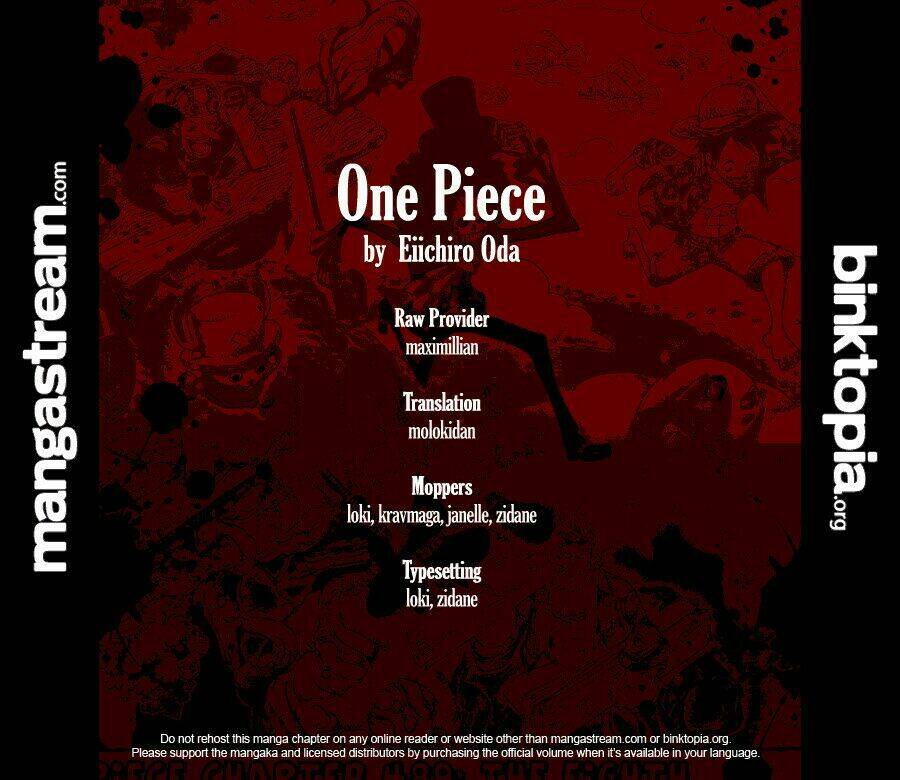 One Piece
by Eiichiro Oda
Raw Provider
maximillian
Translation
molokidan
Moppers
loki, kravmaga, janelle, zidane
Typesetting
loki, zidane
mangastream.com
binktopia.org
Do not rehost this manga chapter on any online reader or website other than mangastream.com or binktopia.org.
Please support the mangaka and licensed distributors by purchasing the official volume when it's available in your language.